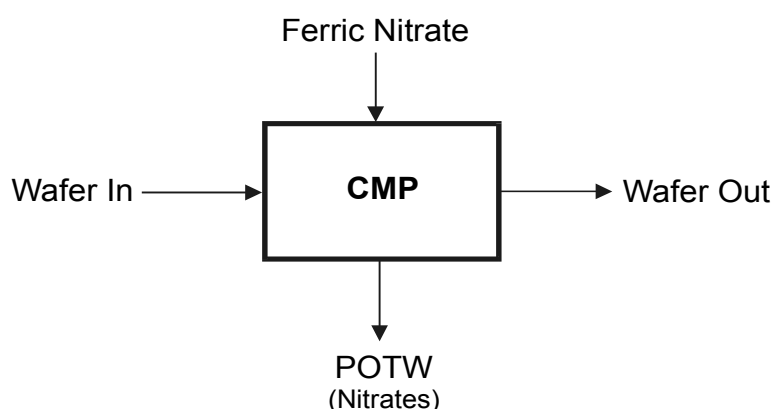 Ferric Nitrate
Wafer In
CMP
Wafer Out
POTW
(Nitrates)